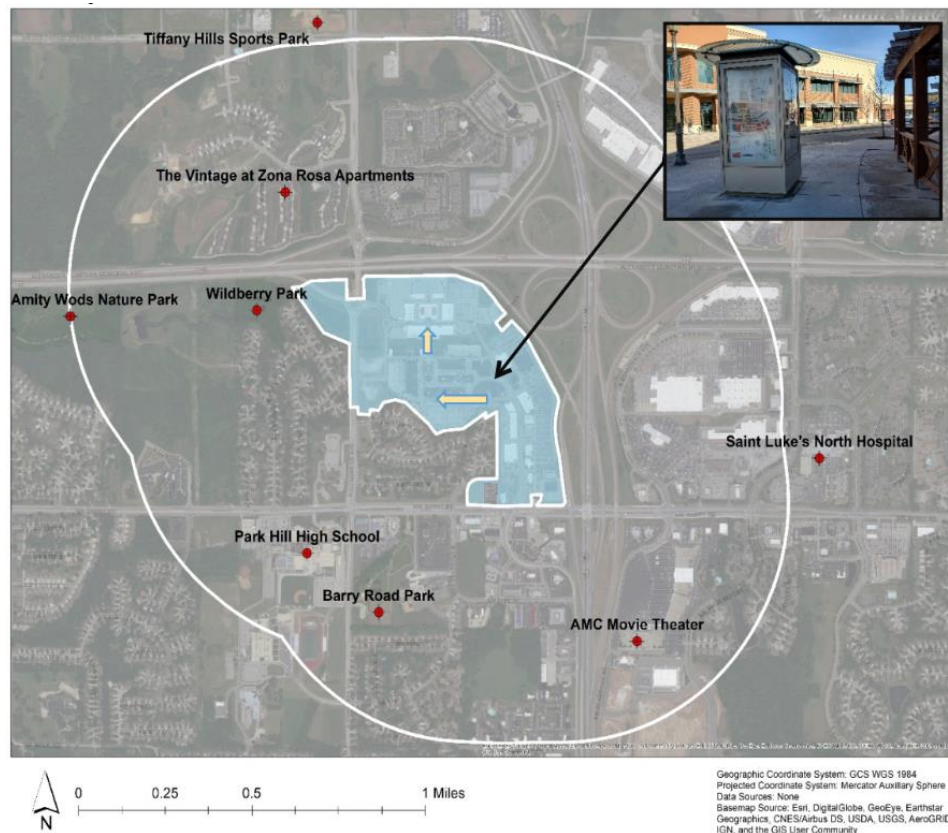 Tiffany Hills Sports Park
The Vintage at Zona Rosa Apartments
Amity Wods Nature Park
Wildberry Park
Saint Luke's North Hospital
Park Hill High School
Barry Road Park
AMC Movie Theater
N
0 0.25 0.5 1 Miles
Geographic Coordinate System: GCS WGS 1984
Projected Coordinate System: Mercator Auxiliary Sphere
Data Sources: None
Basemap Source: Esri, DigitalGlobe, GeoEye, Earthstar
Geographics, CNES/Airbus DS, USDA, USGS, AeroGRID
IGN, and the GIS User Community